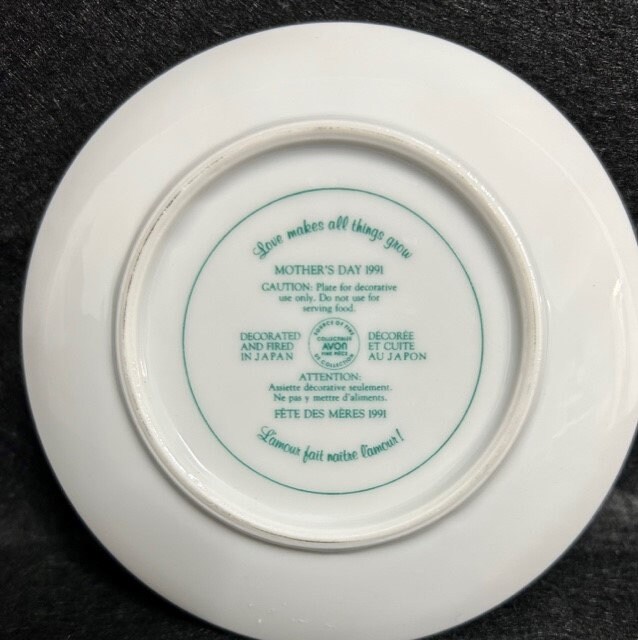 Love makes all things grow
MOTHER'S DAY 1991
CAUTION: Plate for decorative
use only. Do not use for
serving food.
DECORATED
AND FIRED
IN JAPAN
COLLECTIBLES
AVON
DÉCORÉE
ET CUITE
AU JAPON
ATTENTION:
Assiette décorative seulement.
Ne pas y mettre d'aliments.
FÊTE DES MÈRES 1991
L'amour fait naître l'amour!